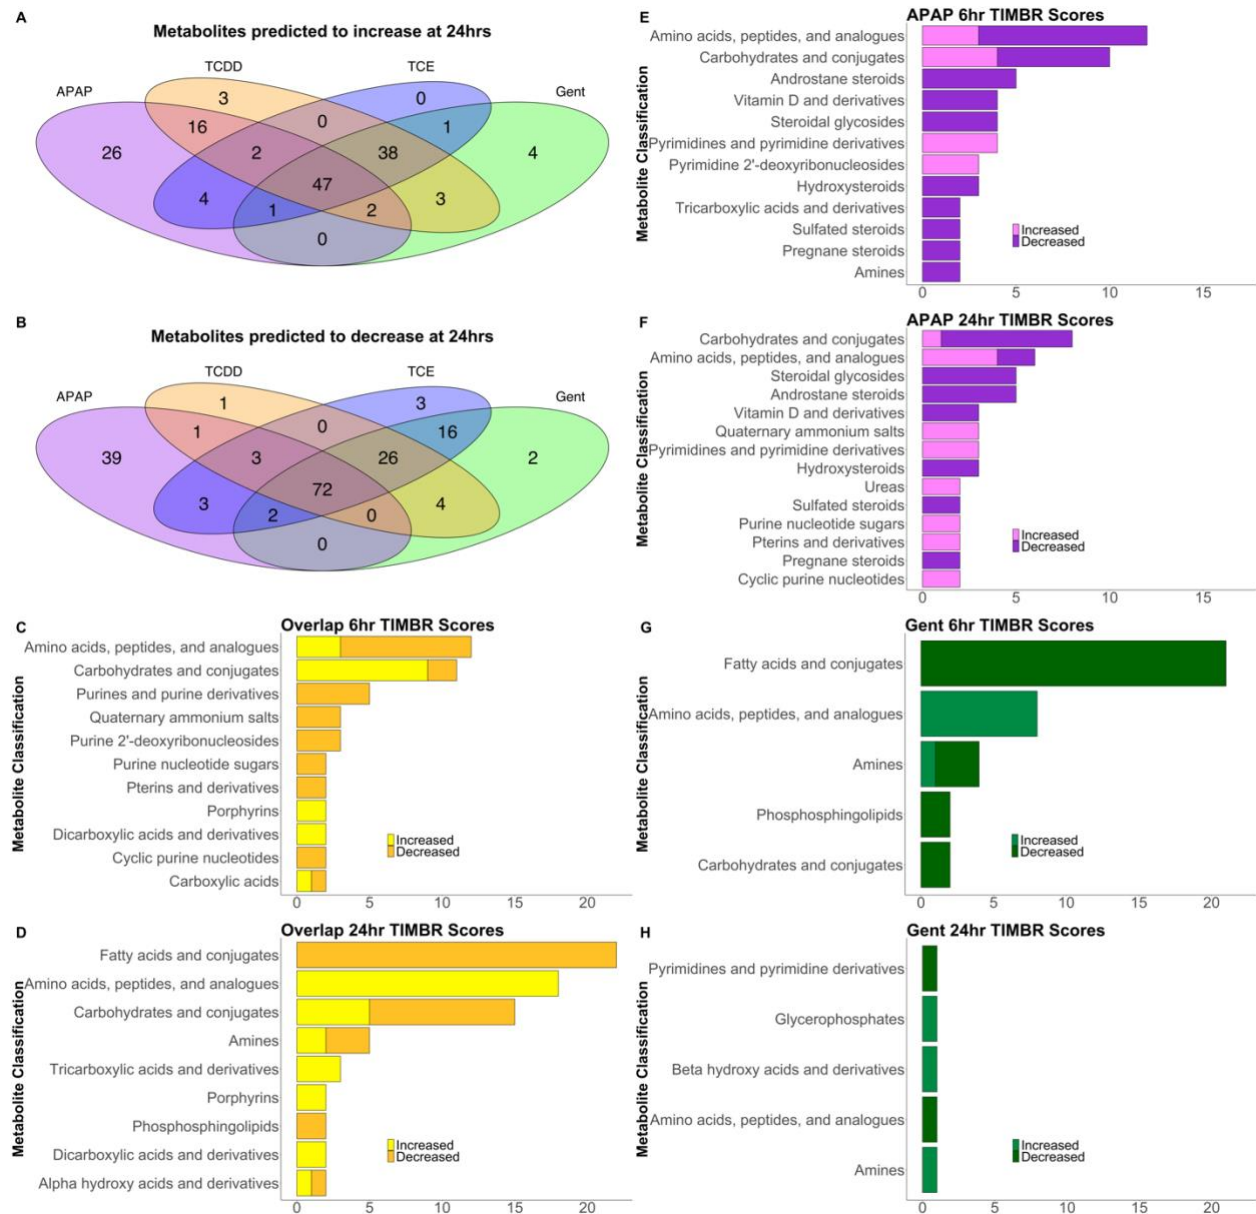 A
Metabolites predicted to increase at 24hrs
TCDD
TCE
APAP
Gent
3
0
16
0
1
26
2
38
4
47
4
1
2
3
0
B
Metabolites predicted to decrease at 24hrs
TCDD
TCE
APAP
Gent
1
3
1
0
16
39
3
26
2
72
3
2
0
4
0
C
Overlap 6hr TIMBR Scores
Metabolite Classification
Amino acids, peptides, and analogues
Carbohydrates and conjugates
Purines and purine derivatives
Quaternary ammonium salts
Purine 2'-deoxyribonucleosides
Purine nucleotide sugars
Pterins and derivatives
Porphyrins
Dicarboxylic acids and derivatives
Cyclic purine nucleotides
Carboxylic acids
Increased
Decreased
0 5 10 15 20
D
Overlap 24hr TIMBR Scores
Metabolite Classification
Fatty acids and conjugates
Amino acids, peptides, and analogues
Carbohydrates and conjugates
Amines
Tricarboxylic acids and derivatives
Porphyrins
Phosphosphingolipids
Dicarboxylic acids and derivatives
Alpha hydroxy acids and derivatives
Increased
Decreased
0 5 10 15 20
E
APAP 6hr TIMBR Scores
Metabolite Classification
Amino acids, peptides, and analogues
Carbohydrates and conjugates
Androstane steroids
Vitamin D and derivatives
Steroidal glycosides
Pyrimidines and pyrimidine derivatives
Pyrimidine 2'-deoxyribonucleosides
Hydroxysteroids
Tricarboxylic acids and derivatives
Sulfated steroids
Pregnane steroids
Amines
Increased
Decreased
0 5 10 15
F
APAP 24hr TIMBR Scores
Metabolite Classification
Carbohydrates and conjugates
Amino acids, peptides, and analogues
Steroidal glycosides
Androstane steroids
Vitamin D and derivatives
Quaternary ammonium salts
Pyrimidines and pyrimidine derivatives
Hydroxysteroids
Ureas
Sulfated steroids
Purine nucleotide sugars
Pterins and derivatives
Pregnane steroids
Cyclic purine nucleotides
Increased
Decreased
0 5 10 15
G
Gent 6hr TIMBR Scores
Metabolite Classification
Fatty acids and conjugates
Amino acids, peptides, and analogues
Amines
Phosphosphingolipids
Carbohydrates and conjugates
Increased
Decreased
0 5 10 15 20
H
Gent 24hr TIMBR Scores
Metabolite Classification
Pyrimidines and pyrimidine derivatives
Glycerophosphates
Beta hydroxy acids and derivatives
Amino acids, peptides, and analogues
Amines
Increased
Decreased
0 5 10 15 20